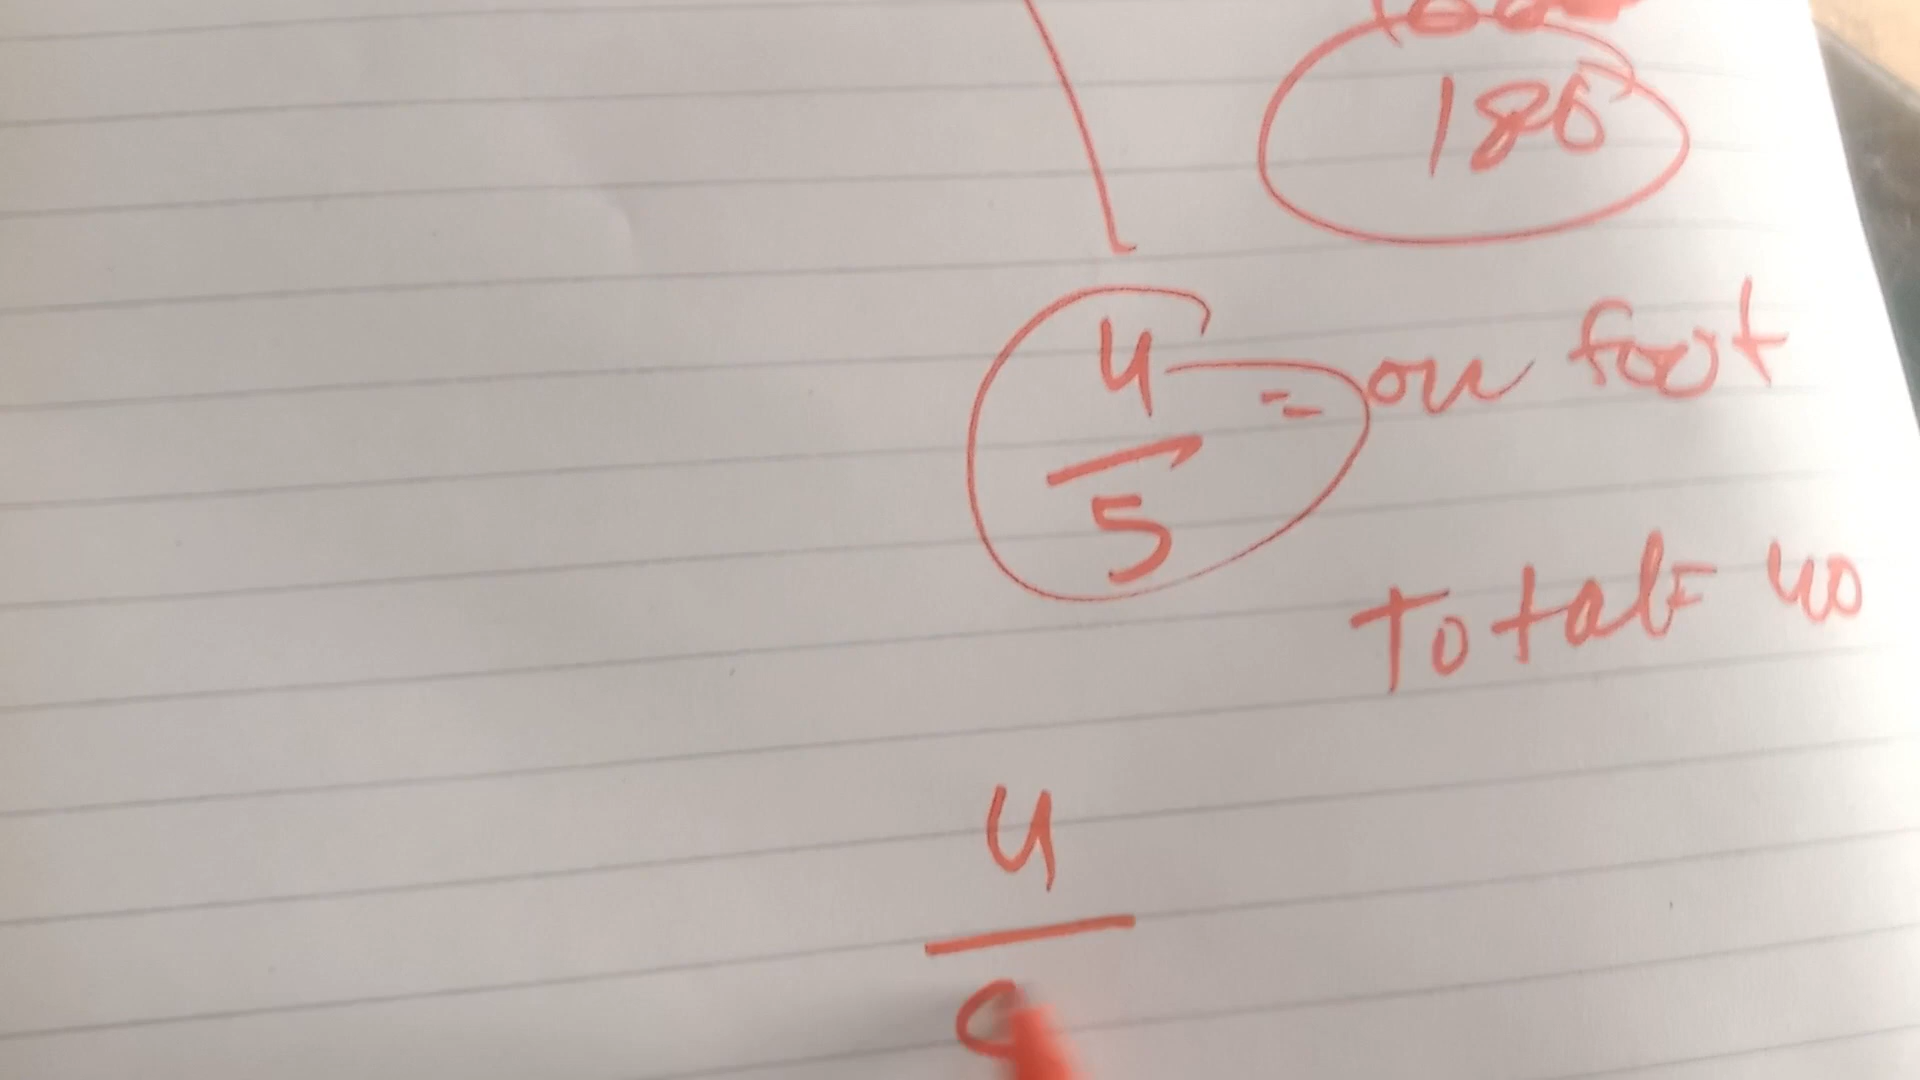 180
4
- = on foot
5
Total = 40
4